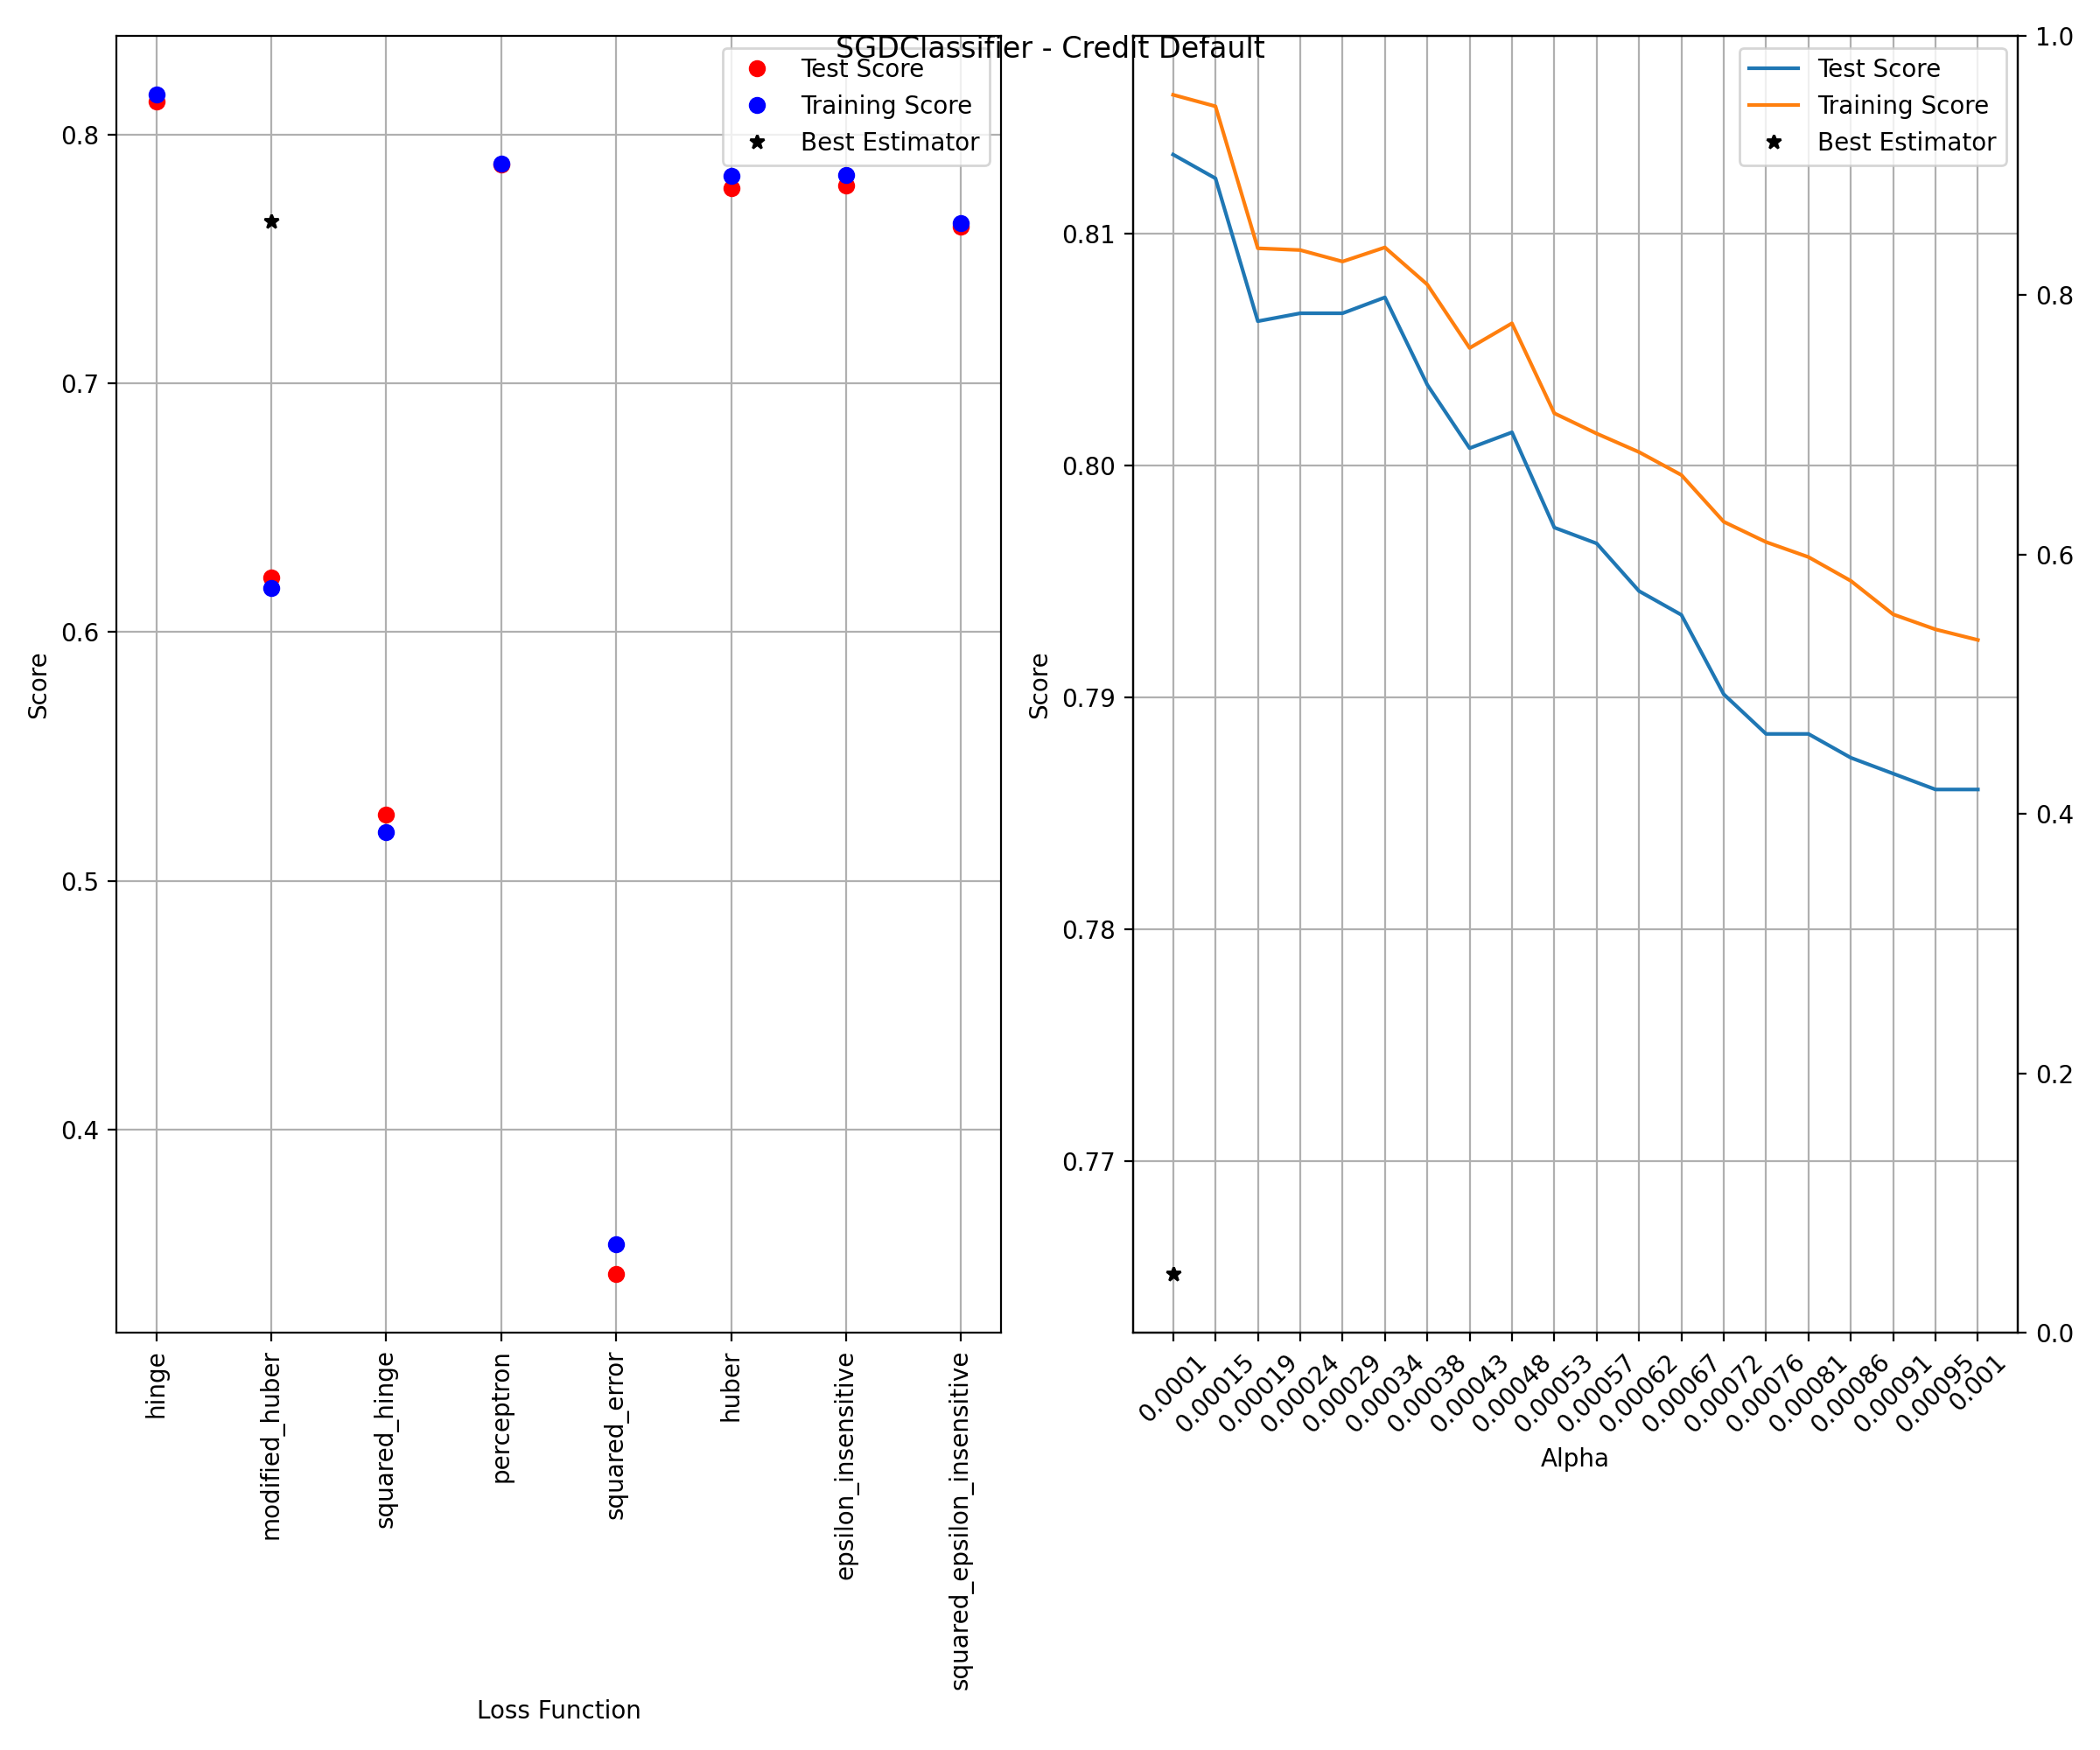 SGDClassifier - Credit Default
Test Score
Training Score
Best Estimator
0.8
0.7
0.6
0.5
0.4
Score
hinge
modified_huber
squared_hinge
perceptron
squared_error
huber
epsilon_insensitive
squared_epsilon_insensitive
Loss Function
Test Score
Training Score
Best Estimator
0.81
0.80
0.79
0.78
0.77
Score
1.0
0.8
0.6
0.4
0.2
0.0
0.0001
0.00015
0.00019
0.00024
0.00029
0.00034
0.00038
0.00043
0.00048
0.00053
0.00057
0.00062
0.00067
0.00072
0.00076
0.00081
0.00086
0.00091
0.00095
0.001
Alpha